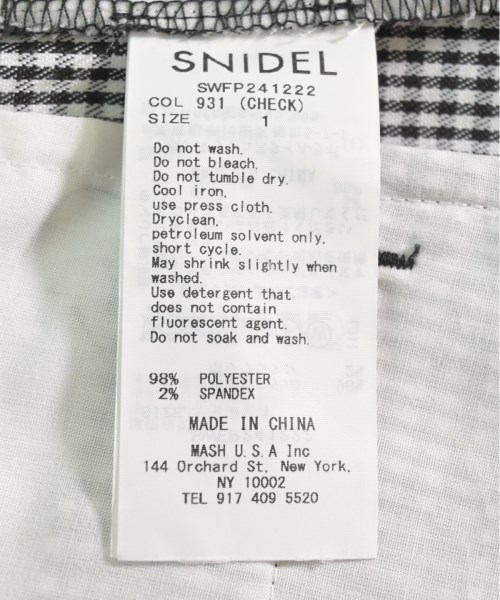 SNIDEL
SWFP241222
COL 931 (CHECK)
SIZE 1
Do not wash.
Do not bleach.
Do not tumble dry.
Cool iron.
use press cloth.
Dryclean.
petroleum solvent only.
short cycle.
May shrink slightly when
washed.
Use detergent that
does not contain
fluorescent agent.
Do not soak and wash.
98% POLYESTER
2% SPANDEX
MADE IN CHINA
MASH U.S.A Inc
144 Orchard St. New York.
NY 10002
TEL 917 409 5520